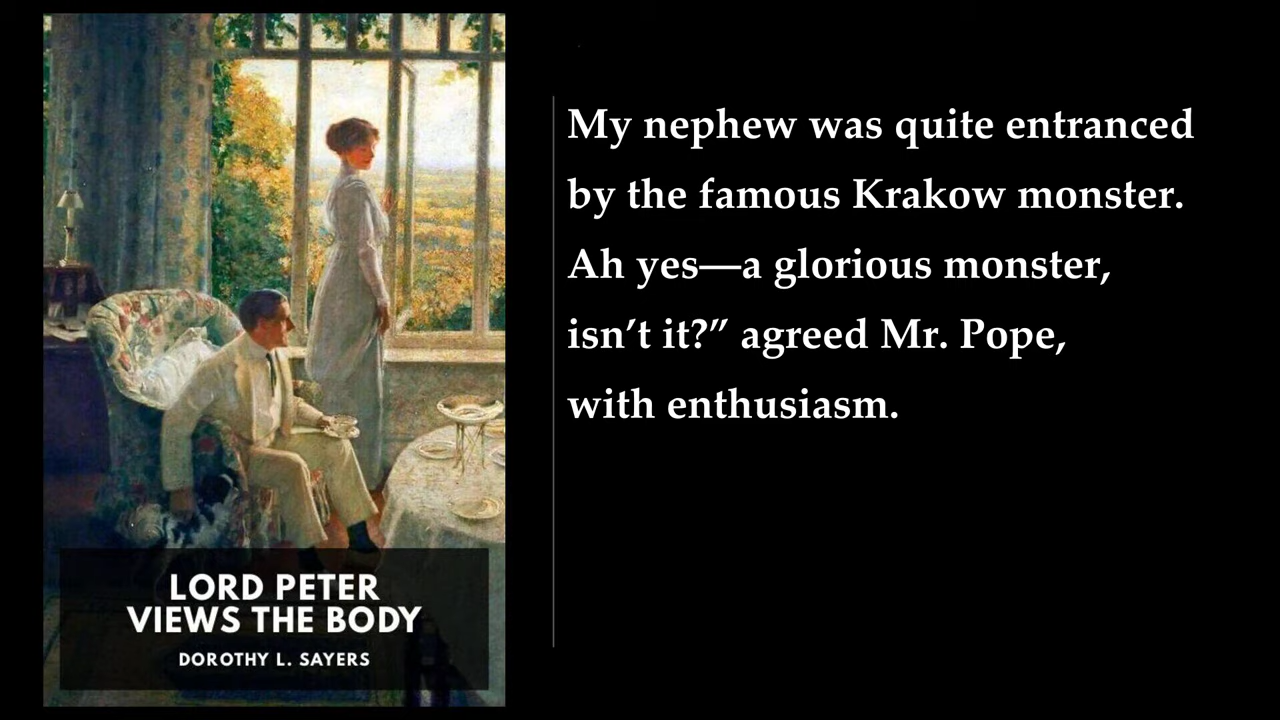 LORD PETER
VIEWS THE BODY
DOROTHY L. SAYERS
My nephew was quite entranced
by the famous Krakow monster.
Ah yes—a glorious monster,
isn’t it?” agreed Mr. Pope,
with enthusiasm.